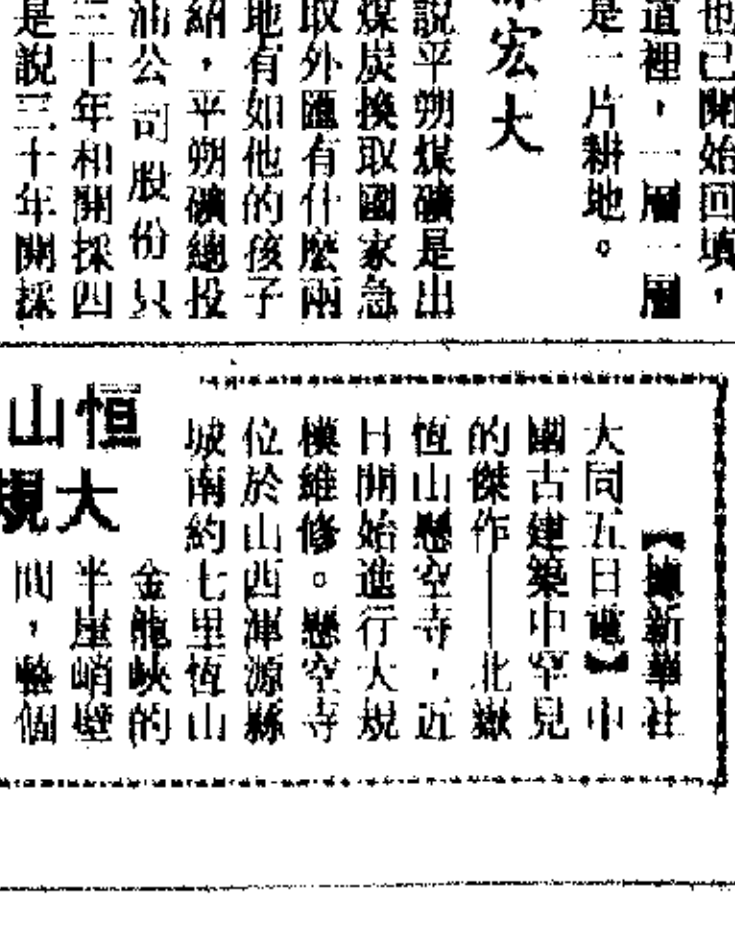 也已開始回填，
道裡，一層一層
是一片耕地。
宏大
說平朔煤礦是出
煤炭換取國家急
取外匯有什麼兩
地有如他的孩子
納，平朔礦總投
油公司股份只
三十年和開採四
是說三十年開採
【據新華社
大同五日電】中
國古建築中罕見
的傑作——北嶽
恆山懸空寺，近
日開始進行大規
模維修。懸空寺
位於山西渾源縣
城南約七里恆山
金龍峽的
半崖峭壁
間，整個
恒山
大規